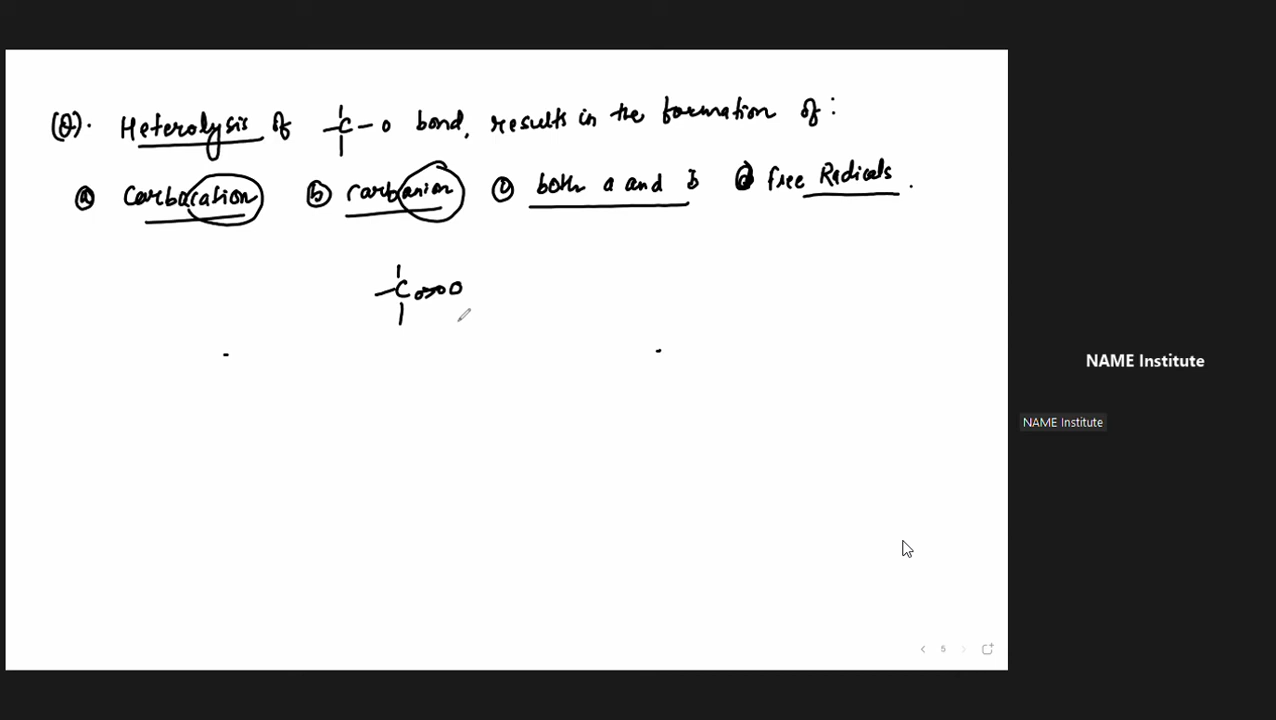 (Q). Heterolysis of -C-O bond, results in the formation of :
(a) Carbocation (b) Carbanion (c) both a and b (d) free Radicals .
C O
NAME Institute
NAME Institute
5